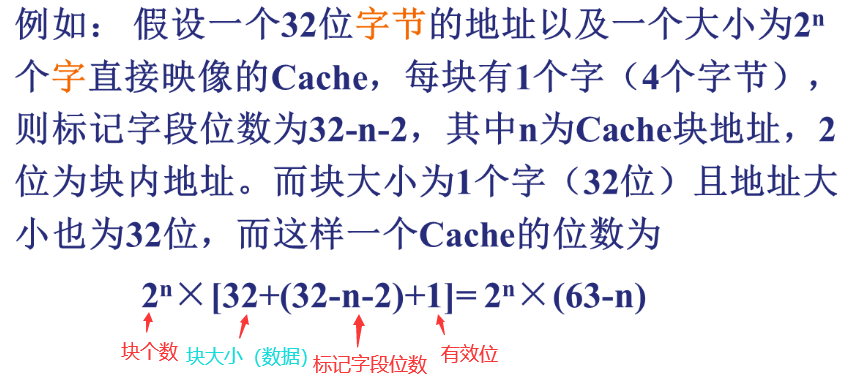 例如： 假设一个32位字节的地址以及一个大小为2ⁿ
个字直接映像的Cache，每块有1个字（4个字节），
则标记字段位数为32-n-2，其中n为Cache块地址，2
位为块内地址。而块大小为1个字（32位）且地址大
小也为32位，而这样一个Cache的位数为
2ⁿ×[32+(32-n-2)+1]= 2ⁿ×(63-n)
块个数 块大小（数据） 标记字段位数 有效位